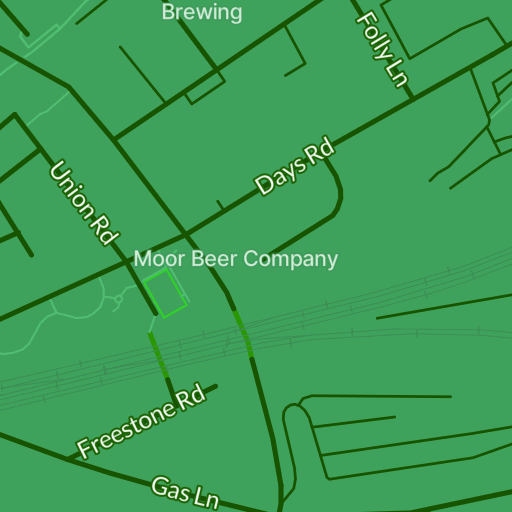 Brewing
Folly Ln
Days Rd
Union Rd
Moor Beer Company
Freestone Rd
Gas Ln